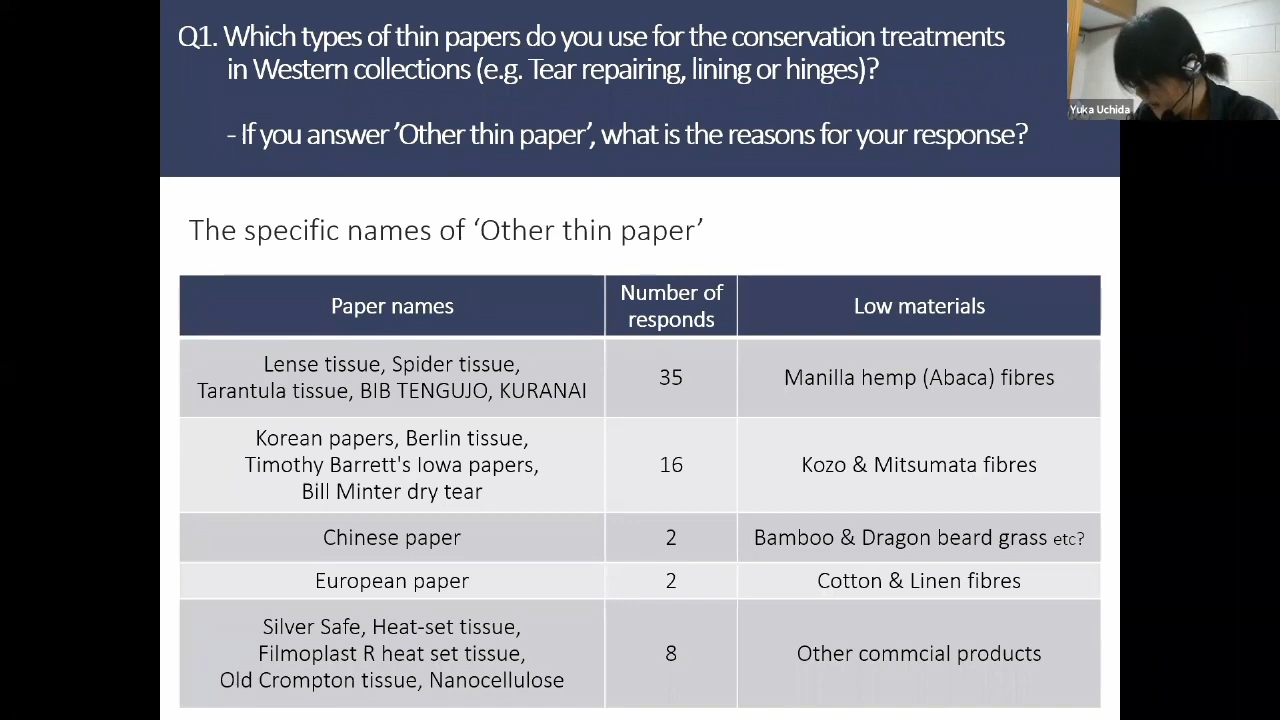 Q1. Which types of thin papers do you use for the conservation treatments
in Western collections (e.g. Tear repairing, lining or hinges)?
- If you answer ’Other thin paper’, what is the reasons for your response?
Yuka Uchida
The specific names of ‘Other thin paper’
Paper names
Number of
responds
Low materials
Lense tissue, Spider tissue,
Tarantula tissue, BIB TENGUJO, KURANAI
35
Manilla hemp (Abaca) fibres
Korean papers, Berlin tissue,
Timothy Barrett's Iowa papers,
Bill Minter dry tear
16
Kozo & Mitsumata fibres
Chinese paper
2
Bamboo & Dragon beard grass etc?
European paper
2
Cotton & Linen fibres
Silver Safe, Heat-set tissue,
Filmoplast R heat set tissue,
Old Crompton tissue, Nanocellulose
8
Other commcial products